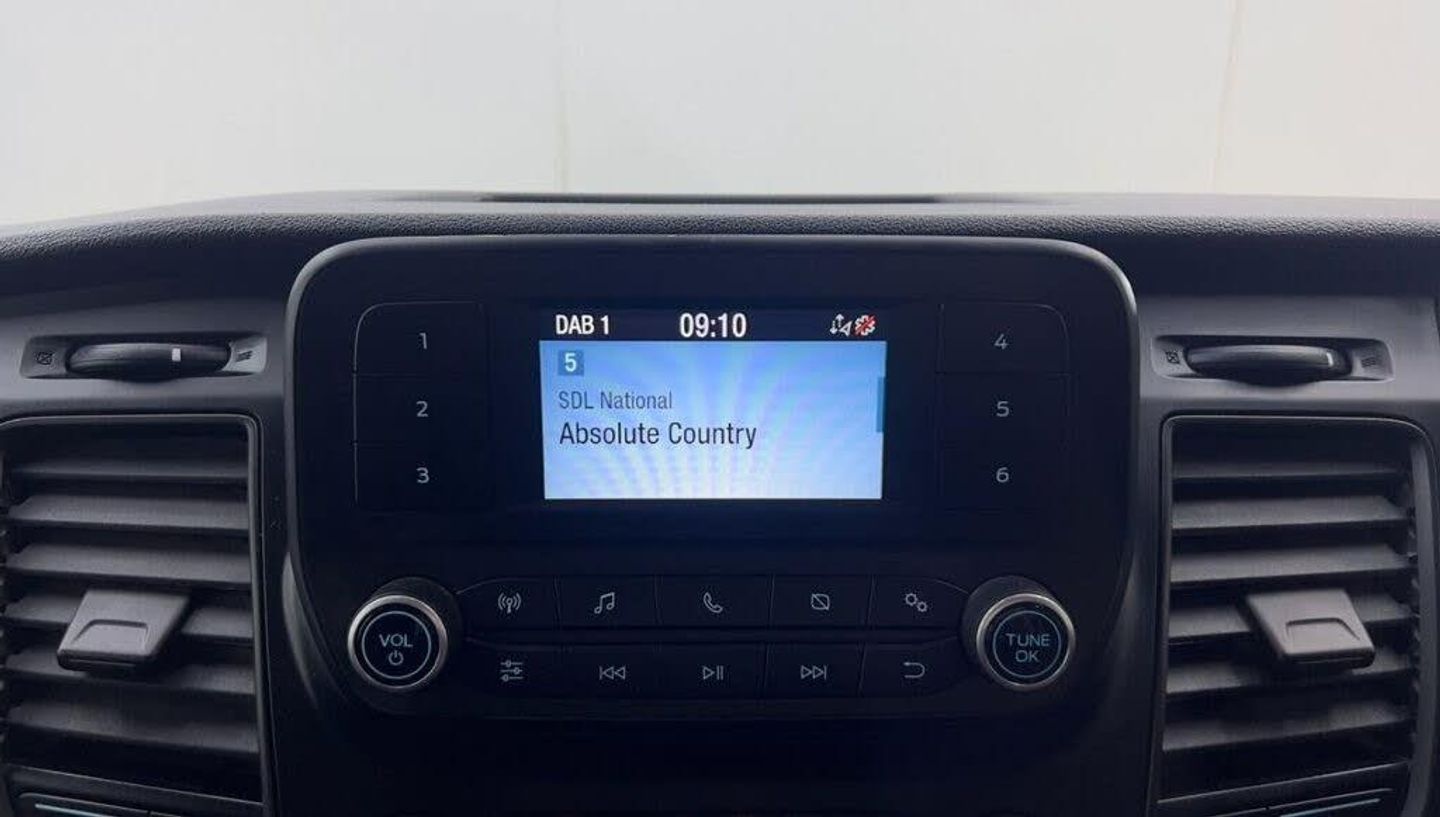 DAB 1 09:10
5
SDL National
Absolute Country
1
2
3
4
5
6
VOL
TUNE
OK